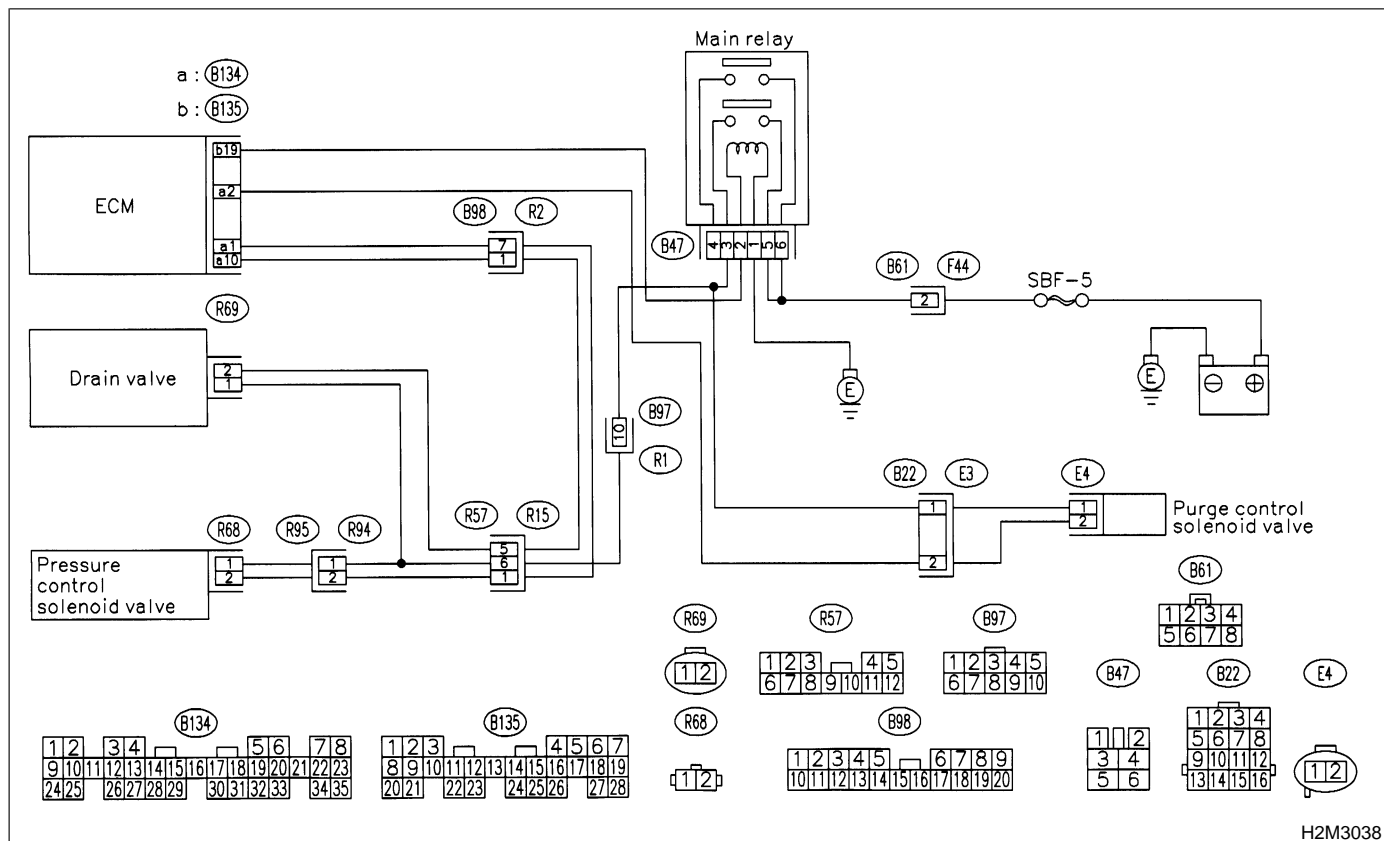 Main relay
a : B134
b : B135
b19
a2
a1
a10
ECM
B98 R2
7
1
B47
4 3 2 1 5 6
B61 F44
2
SBF-5
E
E
⊖ ⊕
R69
Drain valve
2
1
10
B97
R1
B22 E3
1
2
E4
1
2
Purge control
solenoid valve
R57 R15
5
6
1
R68 R95 R94
1
2
1
2
Pressure
control
solenoid valve
B61
1 2 3 4
5 6 7 8
R69
1 2
R57
1 2 3 4 5
6 7 8 9 10 11 12
B97
1 2 3 4 5
6 7 8 9 10
B47
1 2
3 4
5 6
B22
1 2 3 4
5 6 7 8
9 10 11 12
13 14 15 16
E4
1 2
B134
1 2 3 4 5 6 7 8
9 10 11 12 13 14 15 16 17 18 19 20 21 22 23
24 25 26 27 28 29 30 31 32 33 34 35
B135
1 2 3 4 5 6 7
8 9 10 11 12 13 14 15 16 17 18 19
20 21 22 23 24 25 26 27 28
R68
1 2
B98
1 2 3 4 5 6 7 8 9
10 11 12 13 14 15 16 17 18 19 20
H2M3038